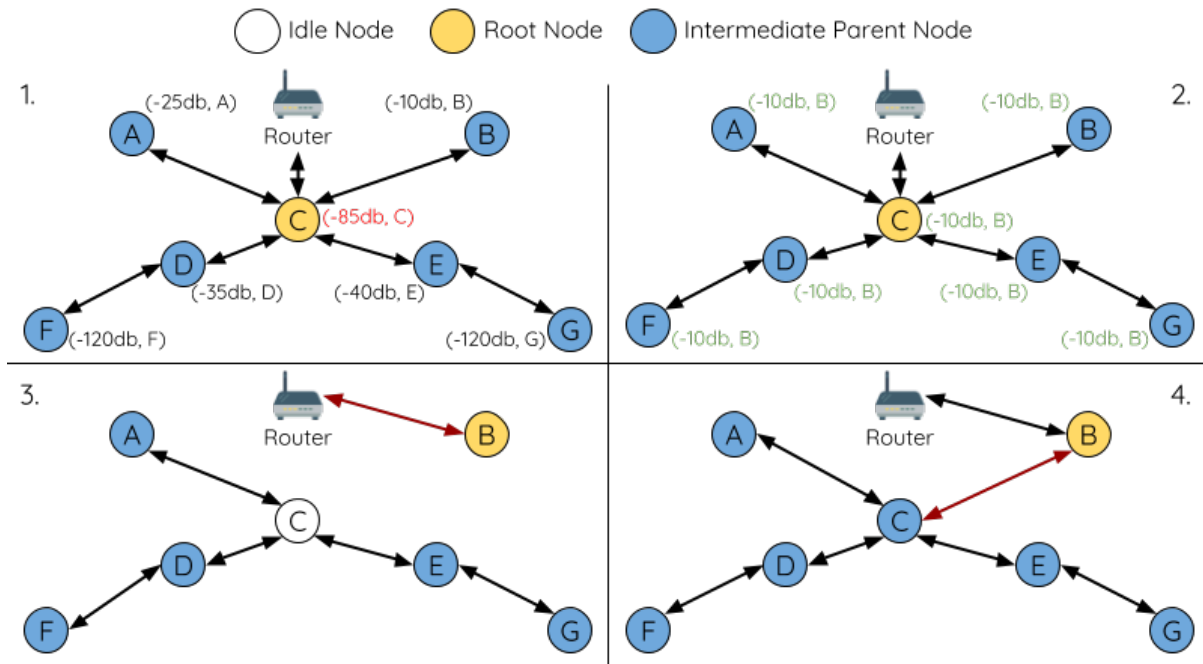 Idle Node
Root Node
Intermediate Parent Node
1.
(-25db, A)
(-10db, B)
A
Router
B
C
(-85db, C)
D
E
(-35db, D)
(-40db, E)
F
(-120db, F)
(-120db, G)
G
2.
(-10db, B)
(-10db, B)
A
Router
B
C
(-10db, B)
D
E
(-10db, B)
(-10db, B)
F
(-10db, B)
(-10db, B)
G
3.
A
Router
B
C
D
E
F
G
4.
A
Router
B
C
D
E
F
G